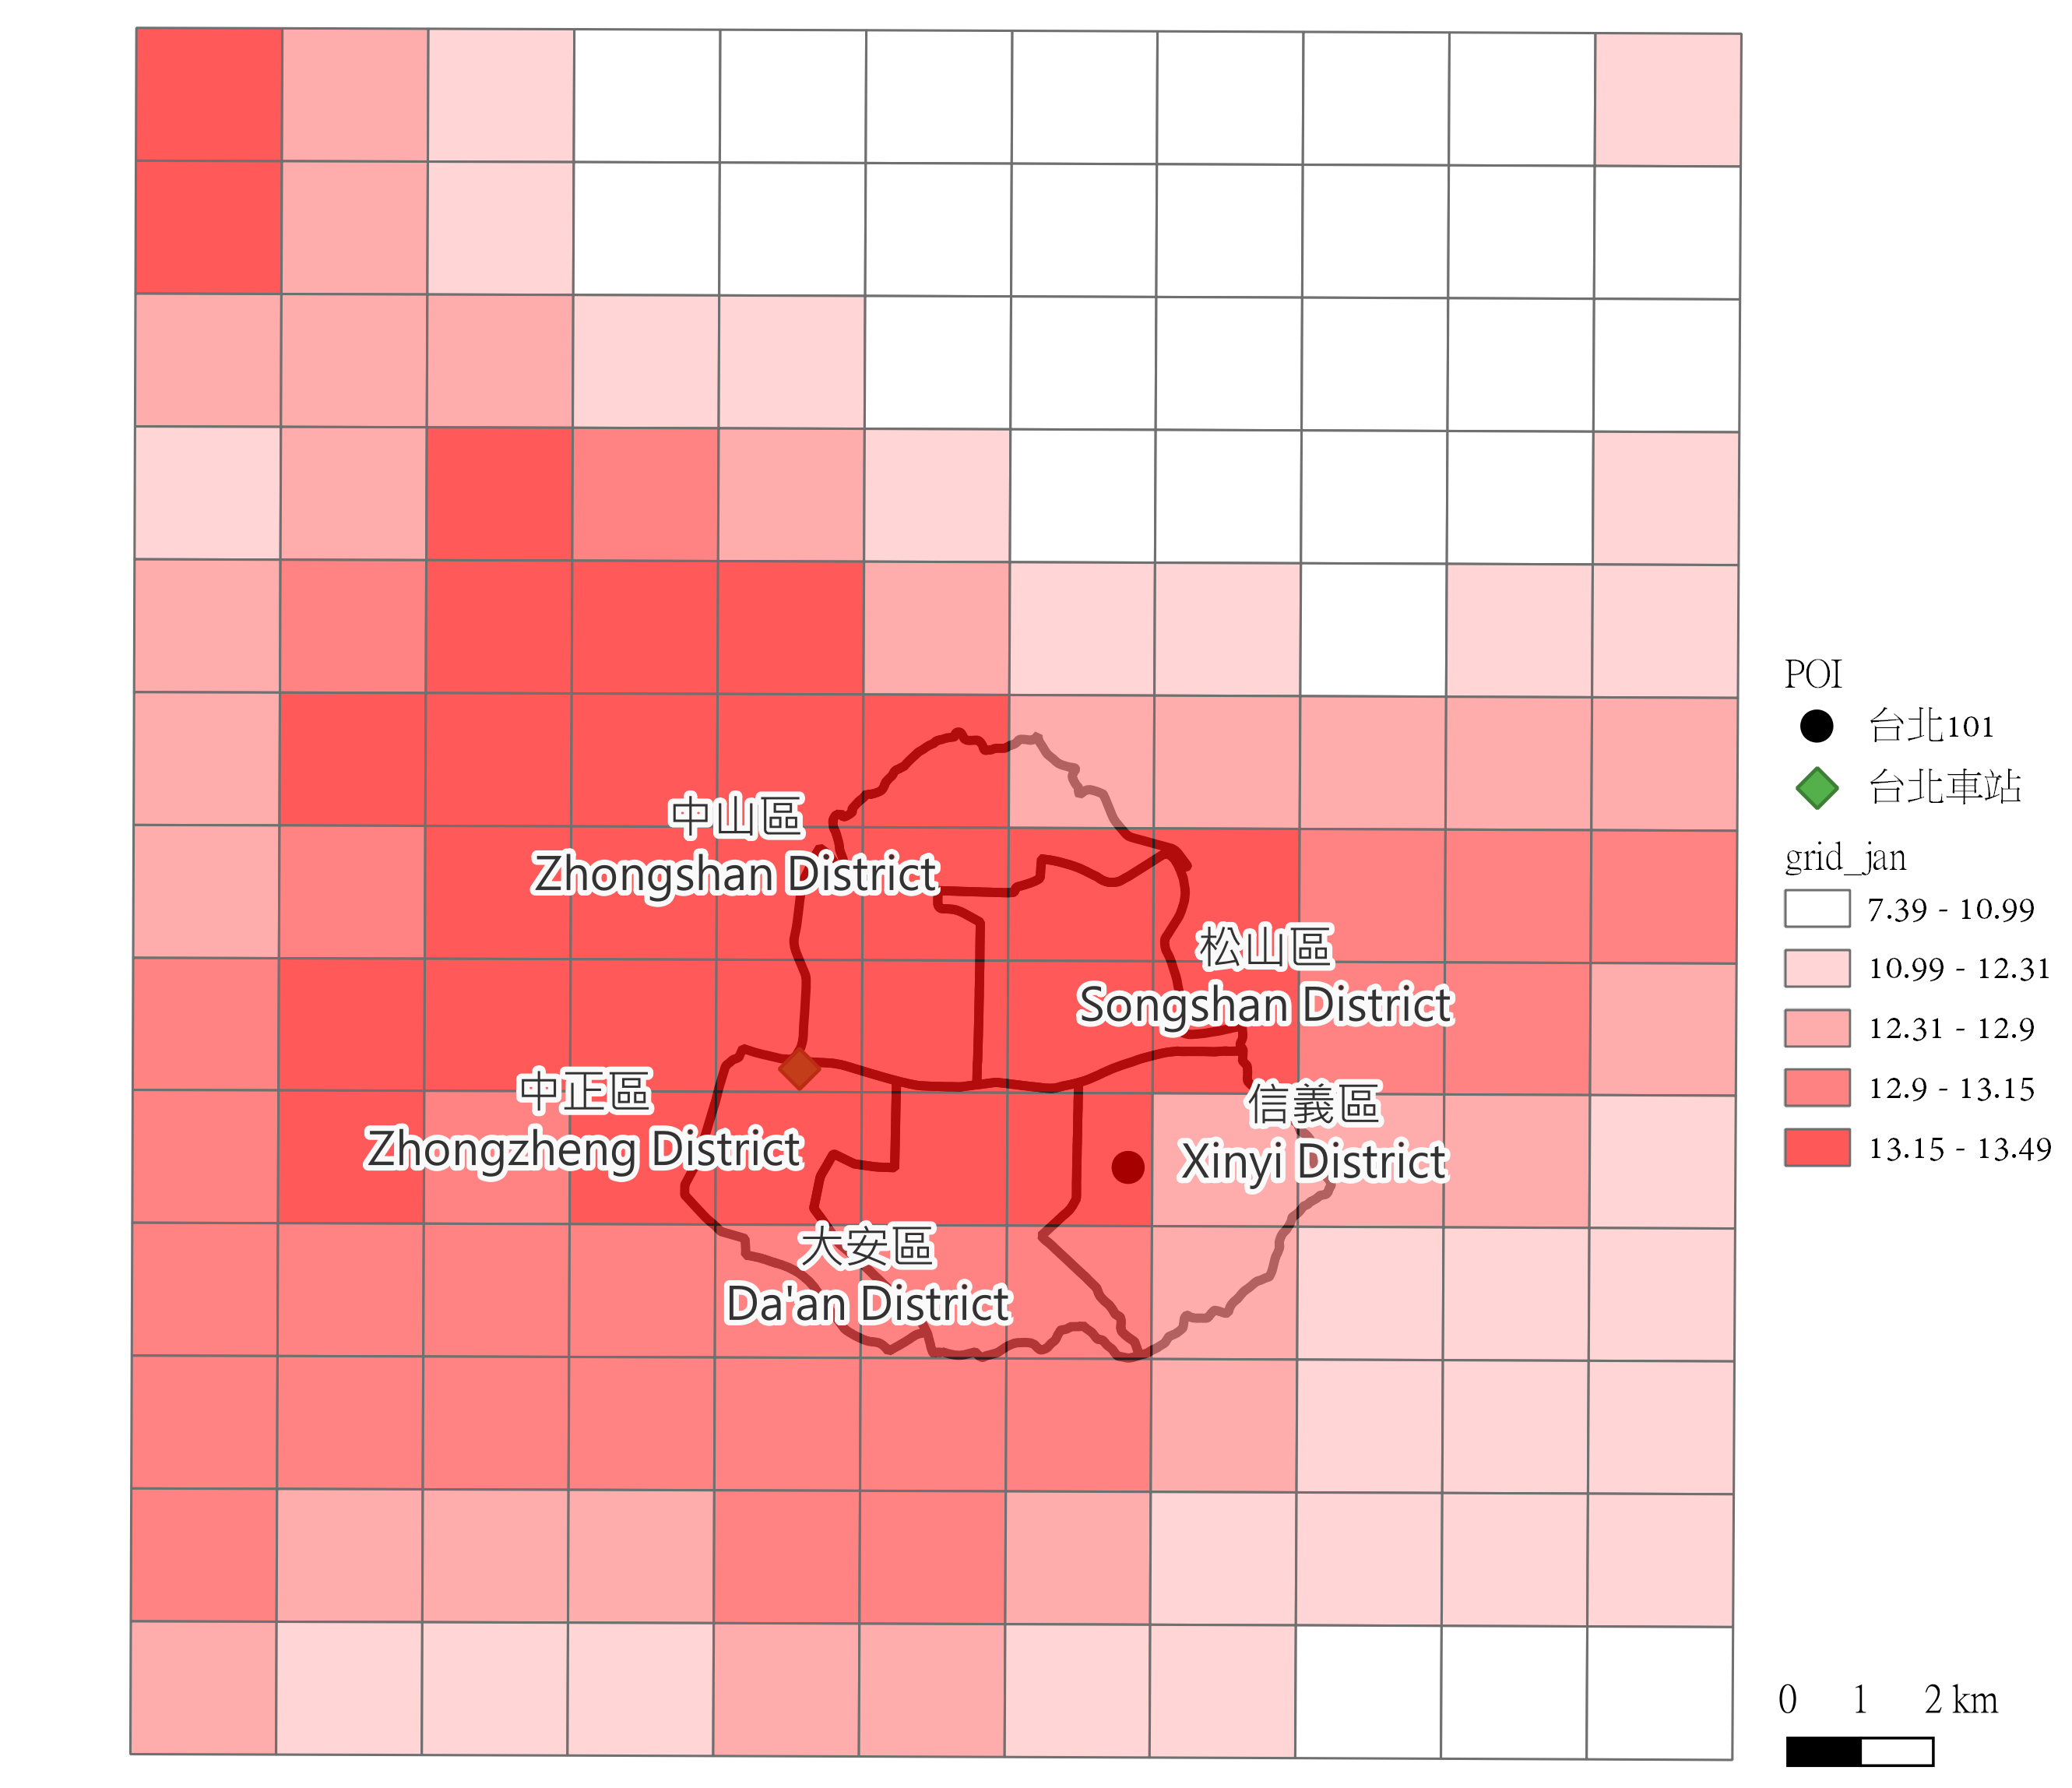 中山區
Zhongshan District
松山區
Songshan District
中正區
Zhongzheng District
信義區
Xinyi District
大安區
Da'an District
POI
台北101
台北車站
grid_jan
7.39 - 10.99
10.99 - 12.31
12.31 - 12.9
12.9 - 13.15
13.15 - 13.49
0 1 2 km